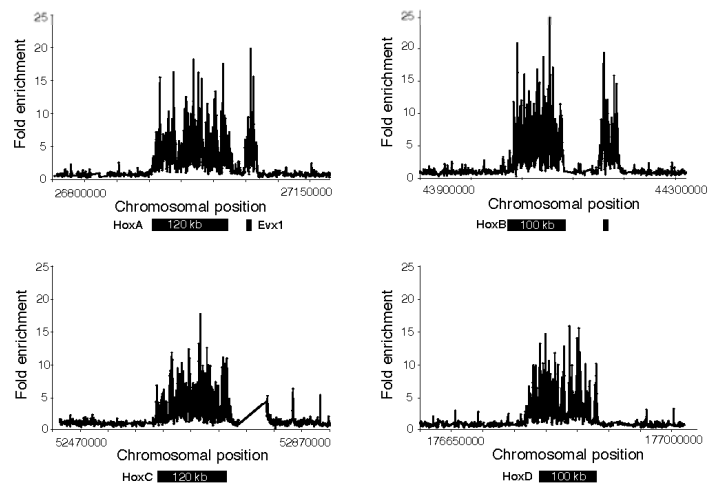 25
20
15
10
5
0
Fold enrichment
26800000 27150000
Chromosomal position
HoxA 120 kb Evx1
25
20
15
10
5
0
Fold enrichment
43900000 44300000
Chromosomal position
HoxB 100 kb
25
20
15
10
5
0
Fold enrichment
52470000 52870000
Chromosomal position
HoxC 120 kb
25
20
15
10
5
0
Fold enrichment
176650000 177000000
Chromosomal position
HoxD 100 kb